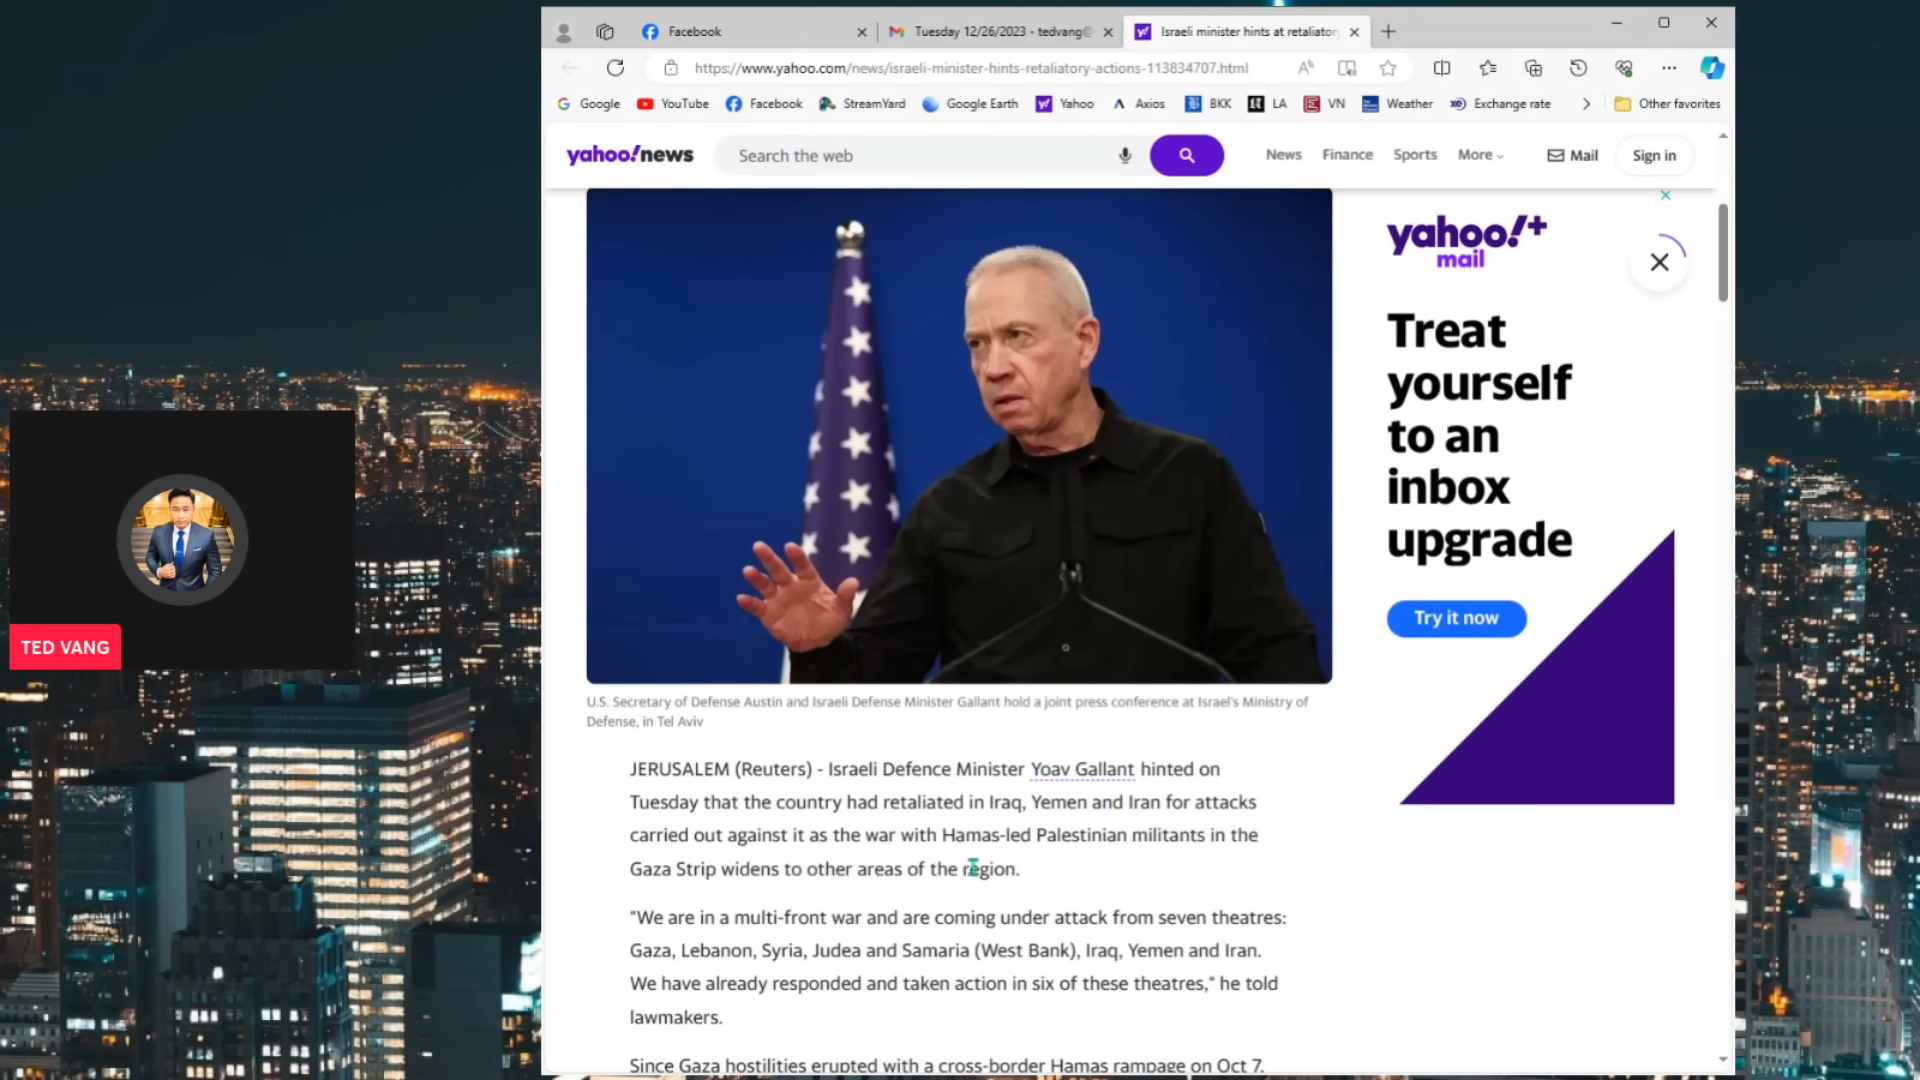 Facebook
Tuesday 12/26/2023 - tedvang@
Israeli minister hints at retaliator
https://www.yahoo.com/news/israeli-minister-hints-retaliatory-actions-113834707.html
Google
YouTube
Facebook
StreamYard
Google Earth
Yahoo
Axios
BKK
LA
VN
Weather
Exchange rate
Other favorites
yahoo!news
Search the web
News
Finance
Sports
More
Mail
Sign in
yahoo!+
mail
Treat
yourself
to an
inbox
upgrade
Try it now
TED VANG
U.S. Secretary of Defense Austin and Israeli Defense Minister Gallant hold a joint press conference at Israel's Ministry of
Defense, in Tel Aviv
JERUSALEM (Reuters) - Israeli Defence Minister Yoav Gallant hinted on
Tuesday that the country had retaliated in Iraq, Yemen and Iran for attacks
carried out against it as the war with Hamas-led Palestinian militants in the
Gaza Strip widens to other areas of the region.
"We are in a multi-front war and are coming under attack from seven theatres:
Gaza, Lebanon, Syria, Judea and Samaria (West Bank), Iraq, Yemen and Iran.
We have already responded and taken action in six of these theatres," he told
lawmakers.
Since Gaza hostilities erupted with a cross-border Hamas rampage on Oct 7,